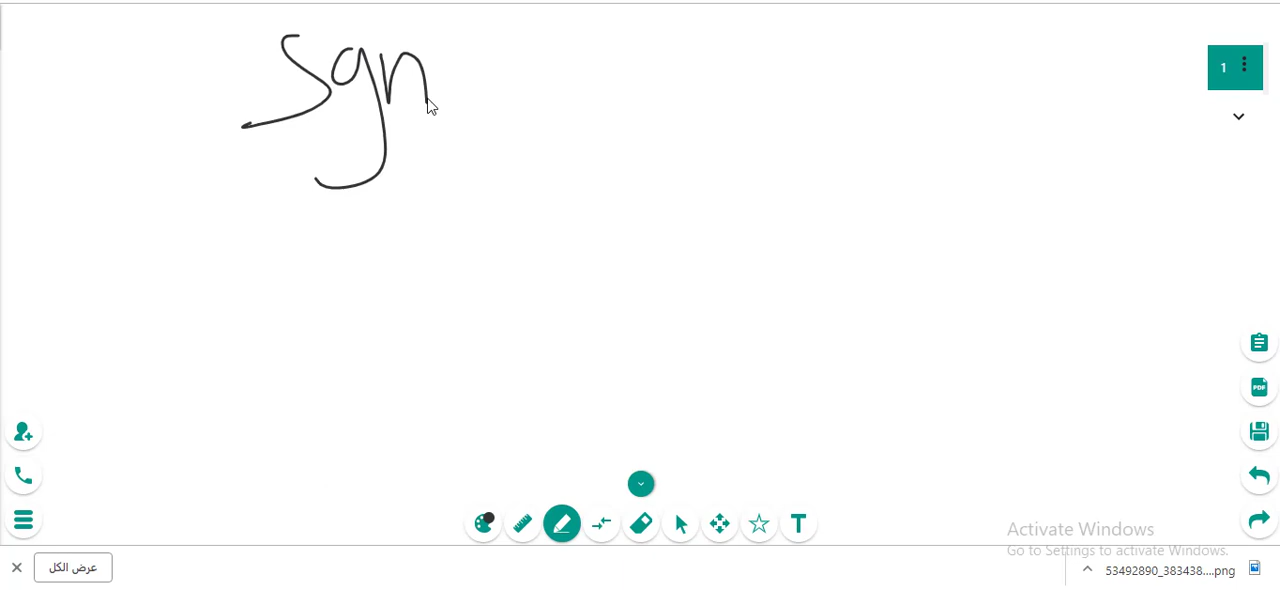 Sgn
1
PDF
T
Activate Windows
Go to Settings to activate Windows.
عرض الكل
53492890_383438....png